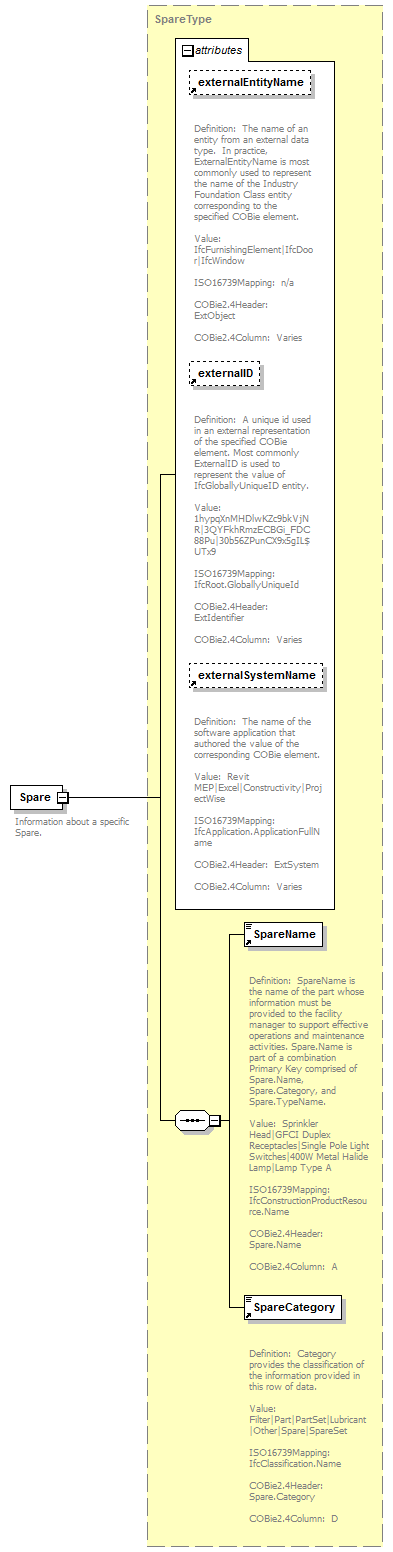 SpareType
attributes
externalEntityName
Definition:  The name of an
entity from an external data
type.  In practice,
ExternalEntityName is most
commonly used to represent
the name of the Industry
Foundation Class entity
corresponding to the
specified COBie element.
Value:
IfcFurnishingElement|IfcDoo
r|IfcWindow
ISO16739Mapping:  n/a
COBie2.4Header:
ExtObject
COBie2.4Column:  Varies
externalID
Definition:  A unique id used
in an external representation
of the specified COBie
element. Most commonly
ExternalID is used to
represent the value of
IfcGloballyUniqueID entity.
Value:
1hypqXnMHDlwKZc9bkVjN
R|3QYFkhRmzECBGi_FDC
88Pu|30b56ZPunCX9x5gIL$
UTx9
ISO16739Mapping:
IfcRoot.GloballyUniqueId
COBie2.4Header:
ExtIdentifier
COBie2.4Column:  Varies
externalSystemName
Definition:  The name of the
software application that
authored the value of the
corresponding COBie element.
Value:  Revit
MEP|Excel|Constructivity|Proj
ectWise
ISO16739Mapping:
IfcApplication.ApplicationFullN
ame
COBie2.4Header:  ExtSystem
COBie2.4Column:  Varies
Spare
Information about a specific
Spare.
SpareName
Definition:  SpareName is
the name of the part whose
information must be
provided to the facility
manager to support effective
operations and maintenance
activities. Spare.Name is
part of a combination
Primary Key comprised of
Spare.Name,
Spare.Category, and
Spare.TypeName.
Value:  Sprinkler
Head|GFCI Duplex
Receptacles|Single Pole Light
Switches|400W Metal Halide
Lamp|Lamp Type A
ISO16739Mapping:
IfcConstructionProductResou
rce.Name
COBie2.4Header:
Spare.Name
COBie2.4Column:  A
SpareCategory
Definition:  Category
provides the classification of
the information provided in
this row of data.
Value:
Filter|Part|PartSet|Lubricant
|Other|Spare|SpareSet
ISO16739Mapping:
IfcClassification.Name
COBie2.4Header:
Spare.Category
COBie2.4Column:  D